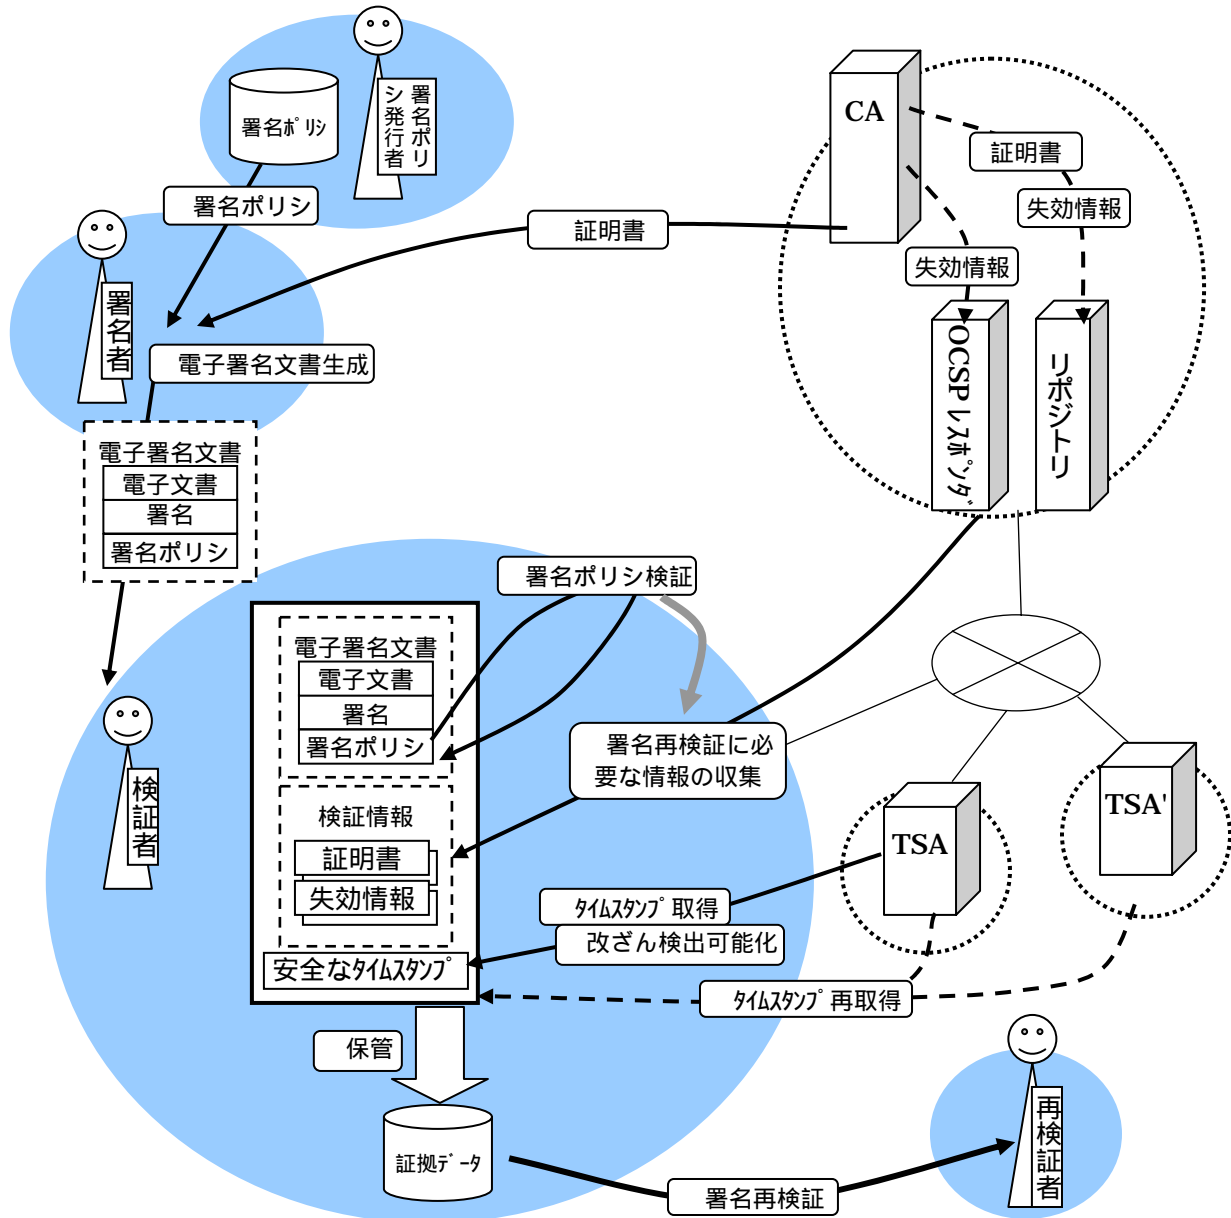 署名ﾎﾟﾘｼ
署名ポリ
シ発行者
署名ポリシ
CA
証明書
失効情報
失効情報
証明書
OCSP ﾚｽﾎﾟﾝﾀﾞ
リポジトリ
署名者
電子署名文書生成
電子署名文書
電子文書
署名
署名ポリシ
署名ポリシ検証
電子署名文書
電子文書
署名
署名ポリシ
検証者
署名再検証に必
要な情報の収集
検証情報
証明書
失効情報
TSA
TSA'
ﾀｲﾑｽﾀﾝﾌﾟ取得
改ざん検出可能化
安全なﾀｲﾑｽﾀﾝﾌﾟ
ﾀｲﾑｽﾀﾝﾌﾟ再取得
保管
証拠ﾃﾞｰﾀ
署名再検証
再検証者